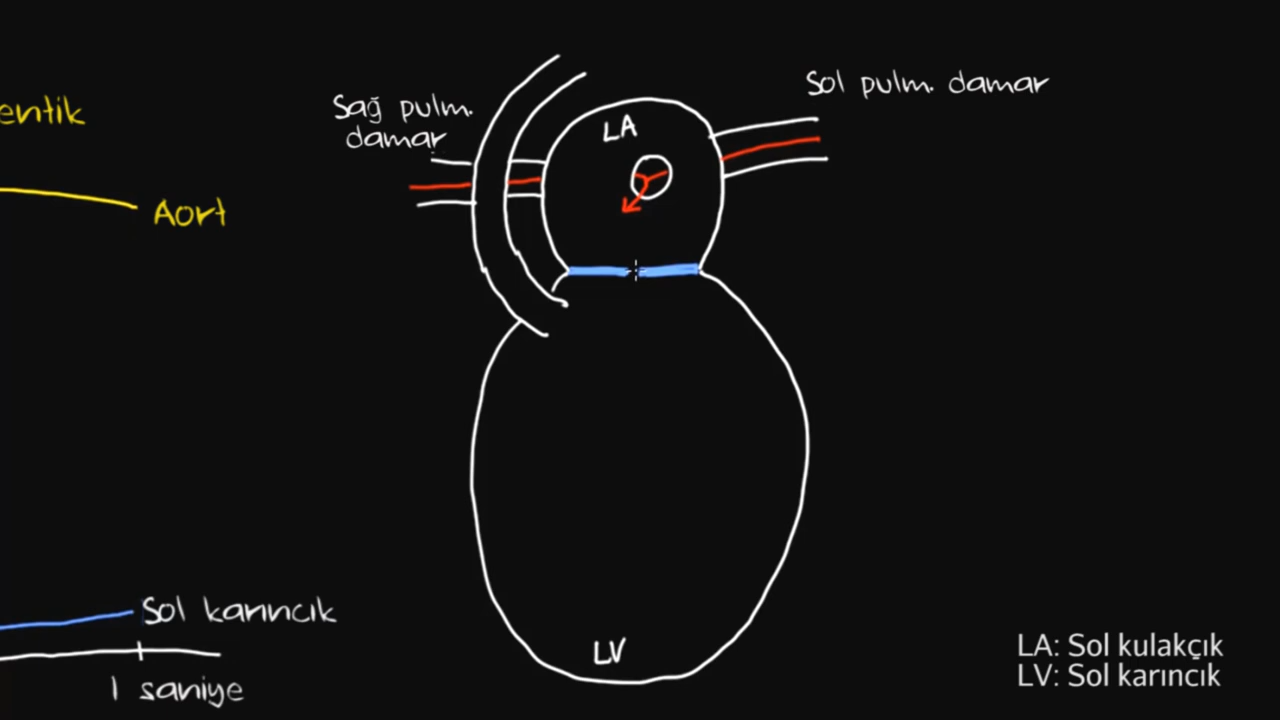 entik
Aort
Sağ pulm.
damar
LA
Sol pulm. damar
LV
Sol karıncık
1 saniye
LA: Sol kulakçık
LV: Sol karıncık